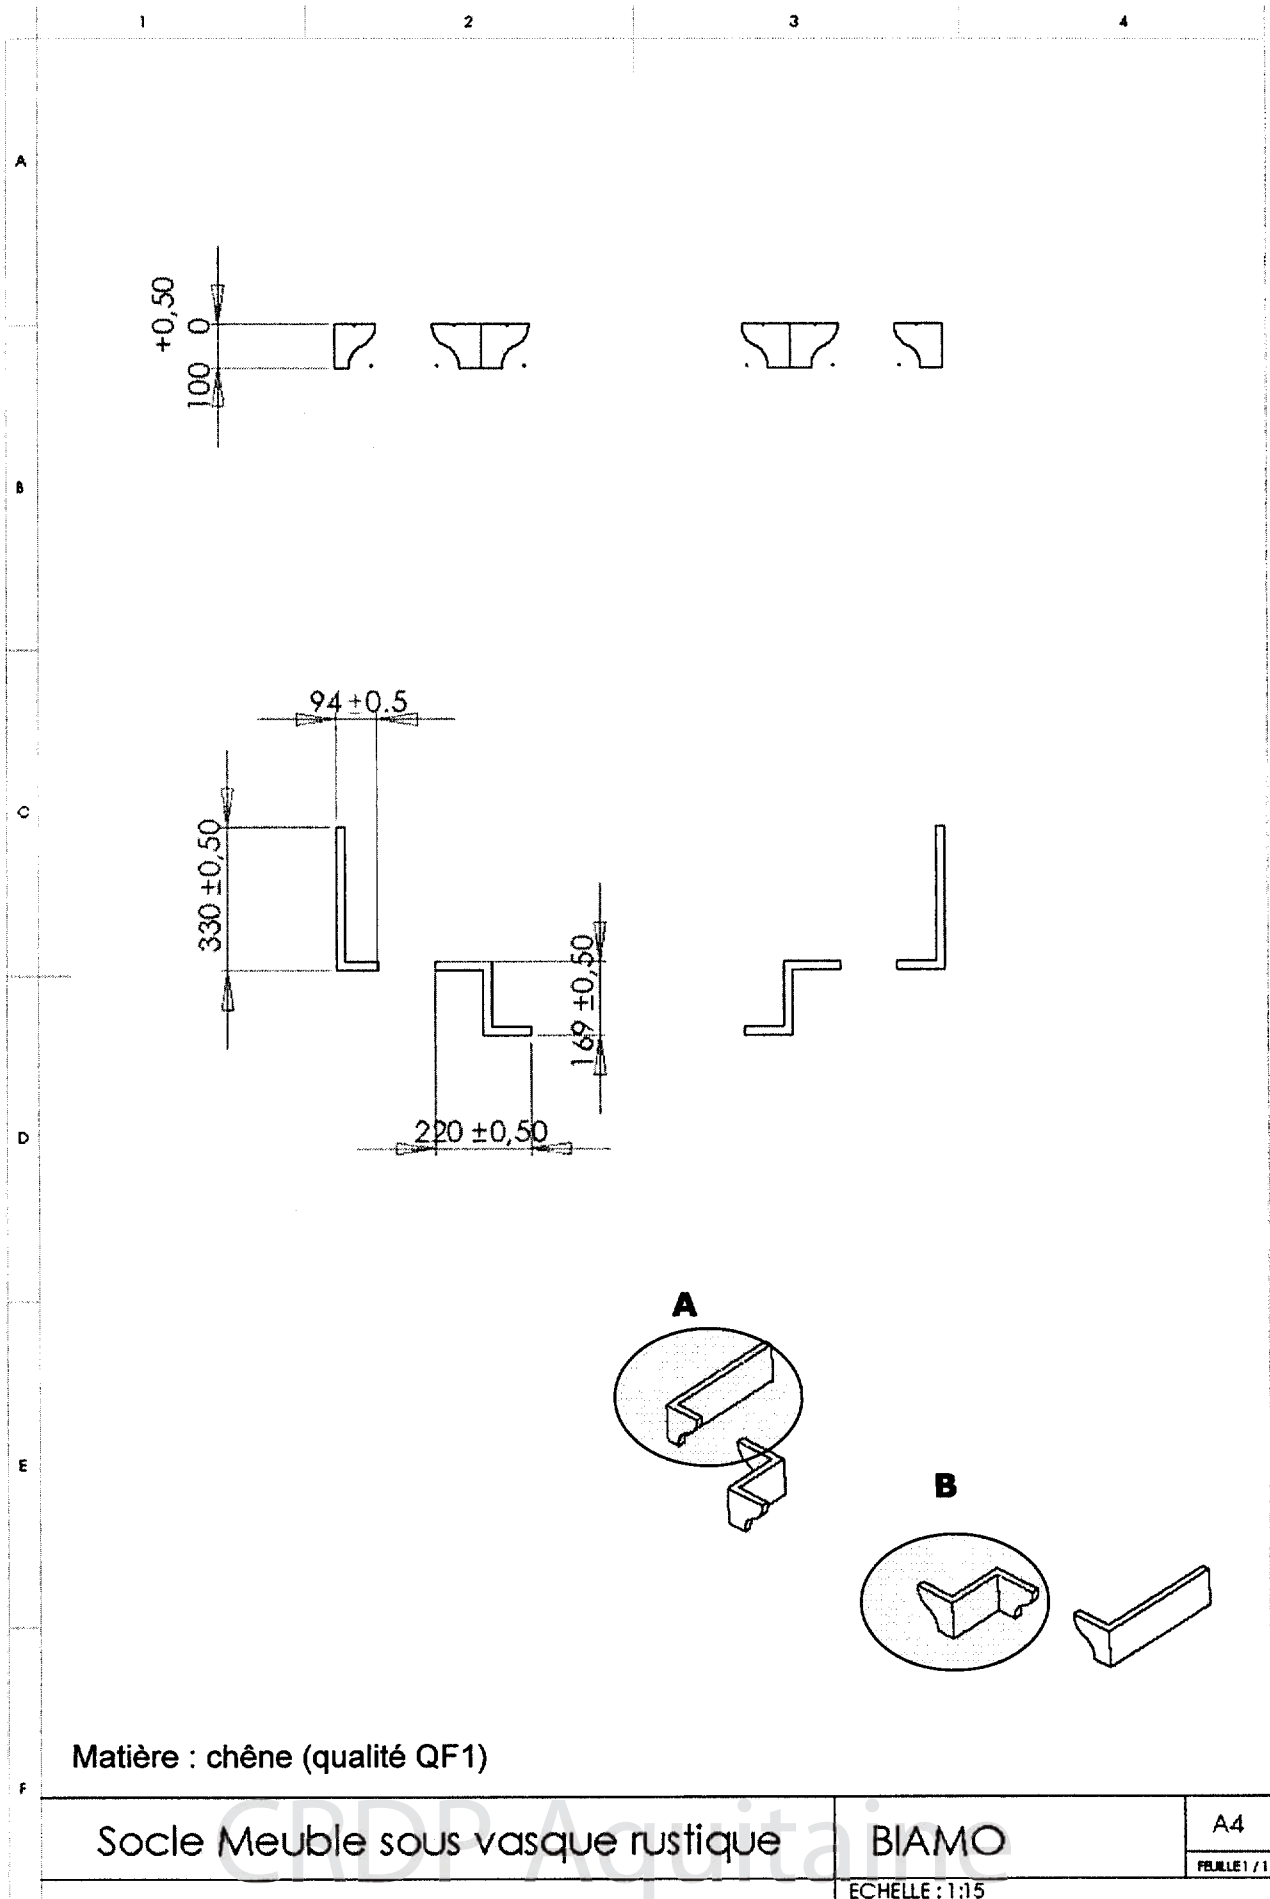 1 2 3 4
A
+0,50
0
100
B
94 ±0.5
C
330 ±0,50
169 ±0,50
D
220 ±0,50
A
E
B
Matière : chêne (qualité QF1)
F
CRDP Aquitaine
Socle Meuble sous vasque rustique
BIAMO
A4
FEUILLE 1 / 1
ECHELLE : 1:15